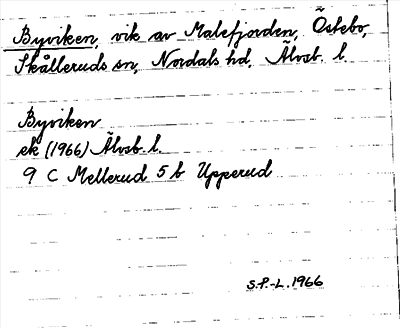 Byviken, vik av Malefjorden, Östebo,
Skålleruds sn, Nordals hd, Älvsb. l.
Byviken
ek (1966) Älvsb. l.
9 C Mellerud 5 b Upperud
S.P.-L. 1966